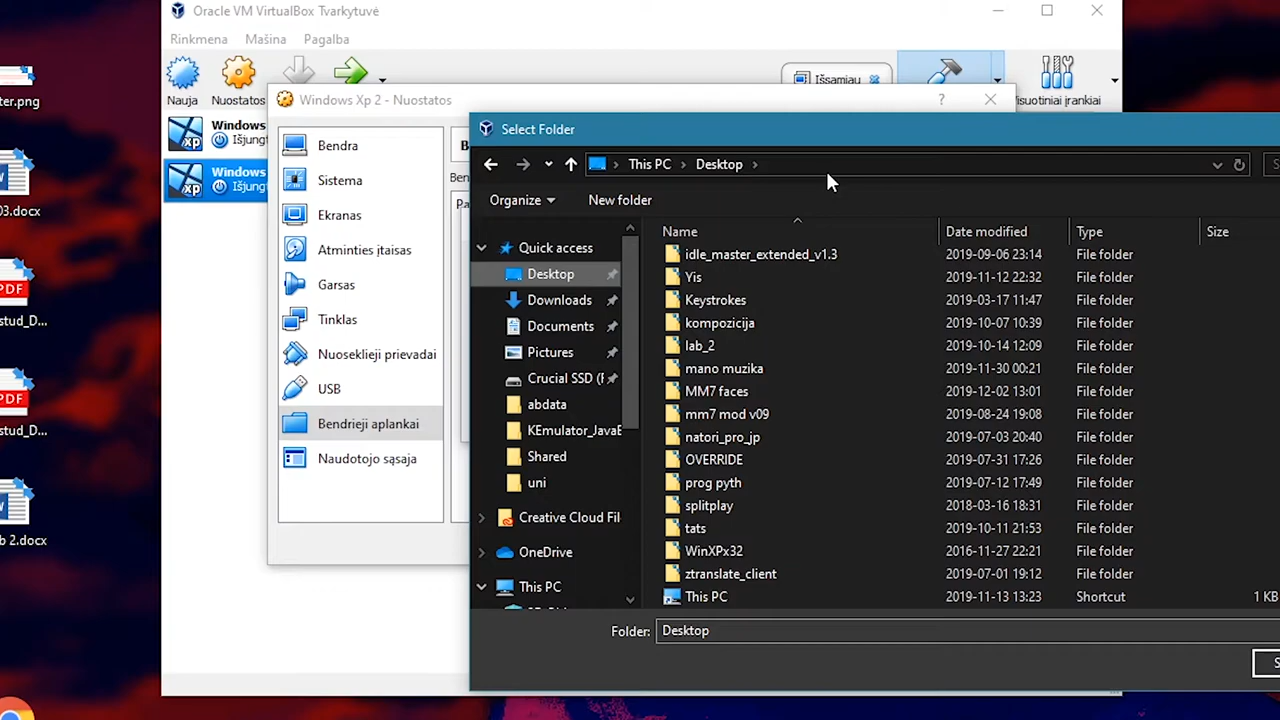 Oracle VM VirtualBox Tvarkytuvė
Rinkmena Mašina Pagalba
Nauja Nuostatos
Išsamiau
isuotiniai įrankiai
Windows
Išjungt
Windows
Išjungt
xp
xp
ter.png
03.docx
PDF
stud_D...
PDF
stud_D...
b 2.docx
Windows Xp 2 - Nuostatos
?
Bendra
Sistema
Ekranas
Atminties įtaisas
Garsas
Tinklas
Nuoseklieji prievadai
USB
Bendrieji aplankai
Naudotojo sąsaja
B
Ben
Pa
Select Folder
This PC > Desktop >
S
Organize New folder
Quick access
Desktop
Downloads
Documents
Pictures
Crucial SSD (
abdata
KEmulator_JavaE
Shared
uni
Creative Cloud Fil
OneDrive
This PC
Name Date modified Type Size
idle_master_extended_v1.3 2019-09-06 23:14 File folder
Yis 2019-11-12 22:32 File folder
Keystrokes 2019-03-17 11:47 File folder
kompozicija 2019-10-07 10:39 File folder
lab_2 2019-10-14 12:09 File folder
mano muzika 2019-11-30 00:21 File folder
MM7 faces 2019-12-02 13:01 File folder
mm7 mod v09 2019-08-24 19:08 File folder
natori_pro_jp 2019-07-03 20:40 File folder
OVERRIDE 2019-07-31 17:26 File folder
prog pyth 2019-07-12 17:49 File folder
splitplay 2018-03-16 18:31 File folder
tats 2019-10-11 21:53 File folder
WinXPx32 2016-11-27 22:21 File folder
ztranslate_client 2019-07-01 19:12 File folder
This PC 2019-11-13 13:23 Shortcut 1 KB
Folder: Desktop
S